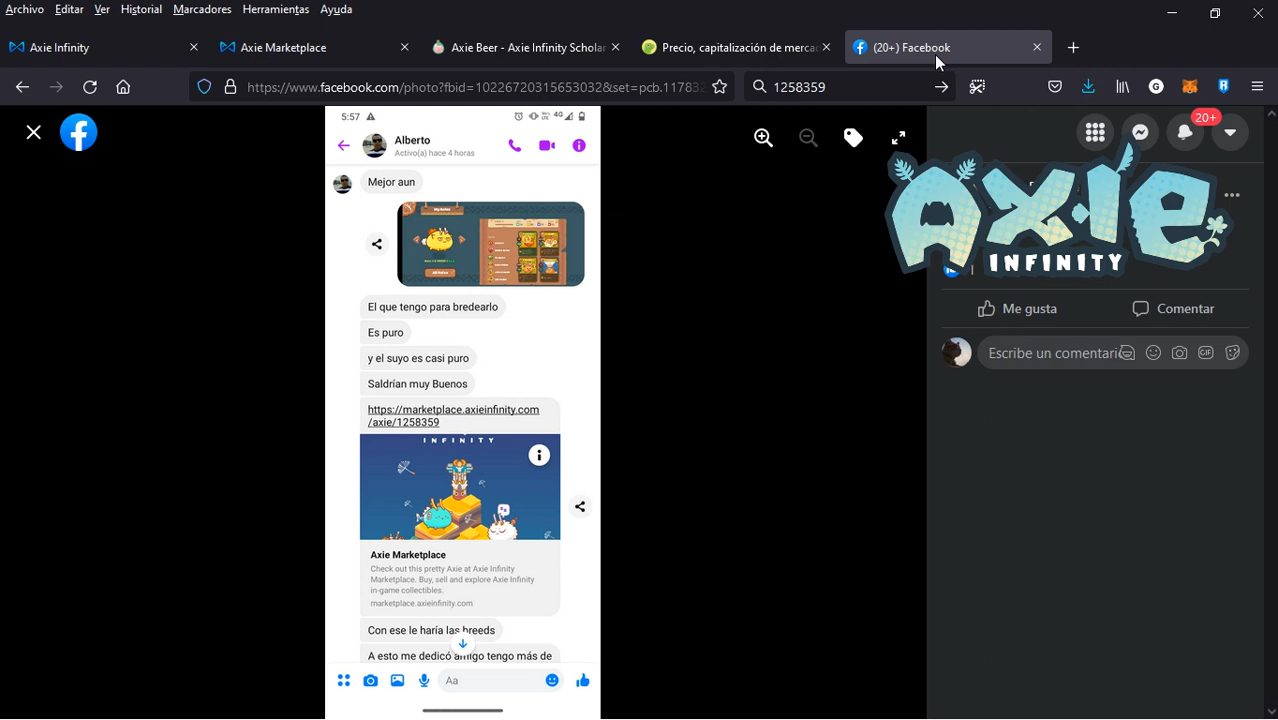 Archivo Editar Ver Historial Marcadores Herramientas Ayuda
Axie Infinity
Axie Marketplace
Axie Beer - Axie Infinity Scholar
Precio, capitalización de merca
(20+) Facebook
https://www.facebook.com/photo?fbid=10226720315653032&set=pcb.11783
1258359
20+
5:57
4G
Alberto
Activo(a) hace 4 horas
Mejor aun
El que tengo para bredearlo
Es puro
y el suyo es casi puro
Saldrían muy Buenos
https://marketplace.axieinfinity.com
/axie/1258359
INFINITY
Axie Marketplace
Check out this pretty Axie at Axie Infinity
Marketplace. Buy, sell and explore Axie Infinity
in-game collectibles.
marketplace.axieinfinity.com
Con ese le haría las breeds
A esto me dedicó amigo tengo más de
Aa
AXIE
INFINITY
Me gusta
Comentar
Escribe un comentario
GIF